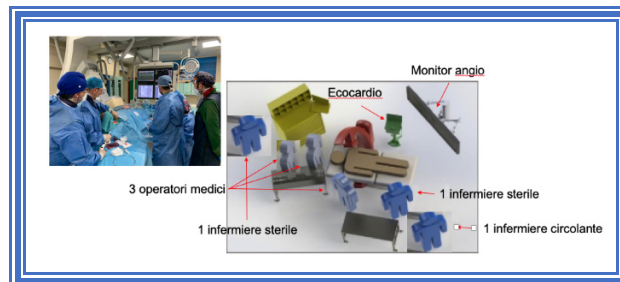 Monitor angio
Ecocardio
3 operatori medici
1 infermiere sterile
1 infermiere sterile
1 infermiere circolante